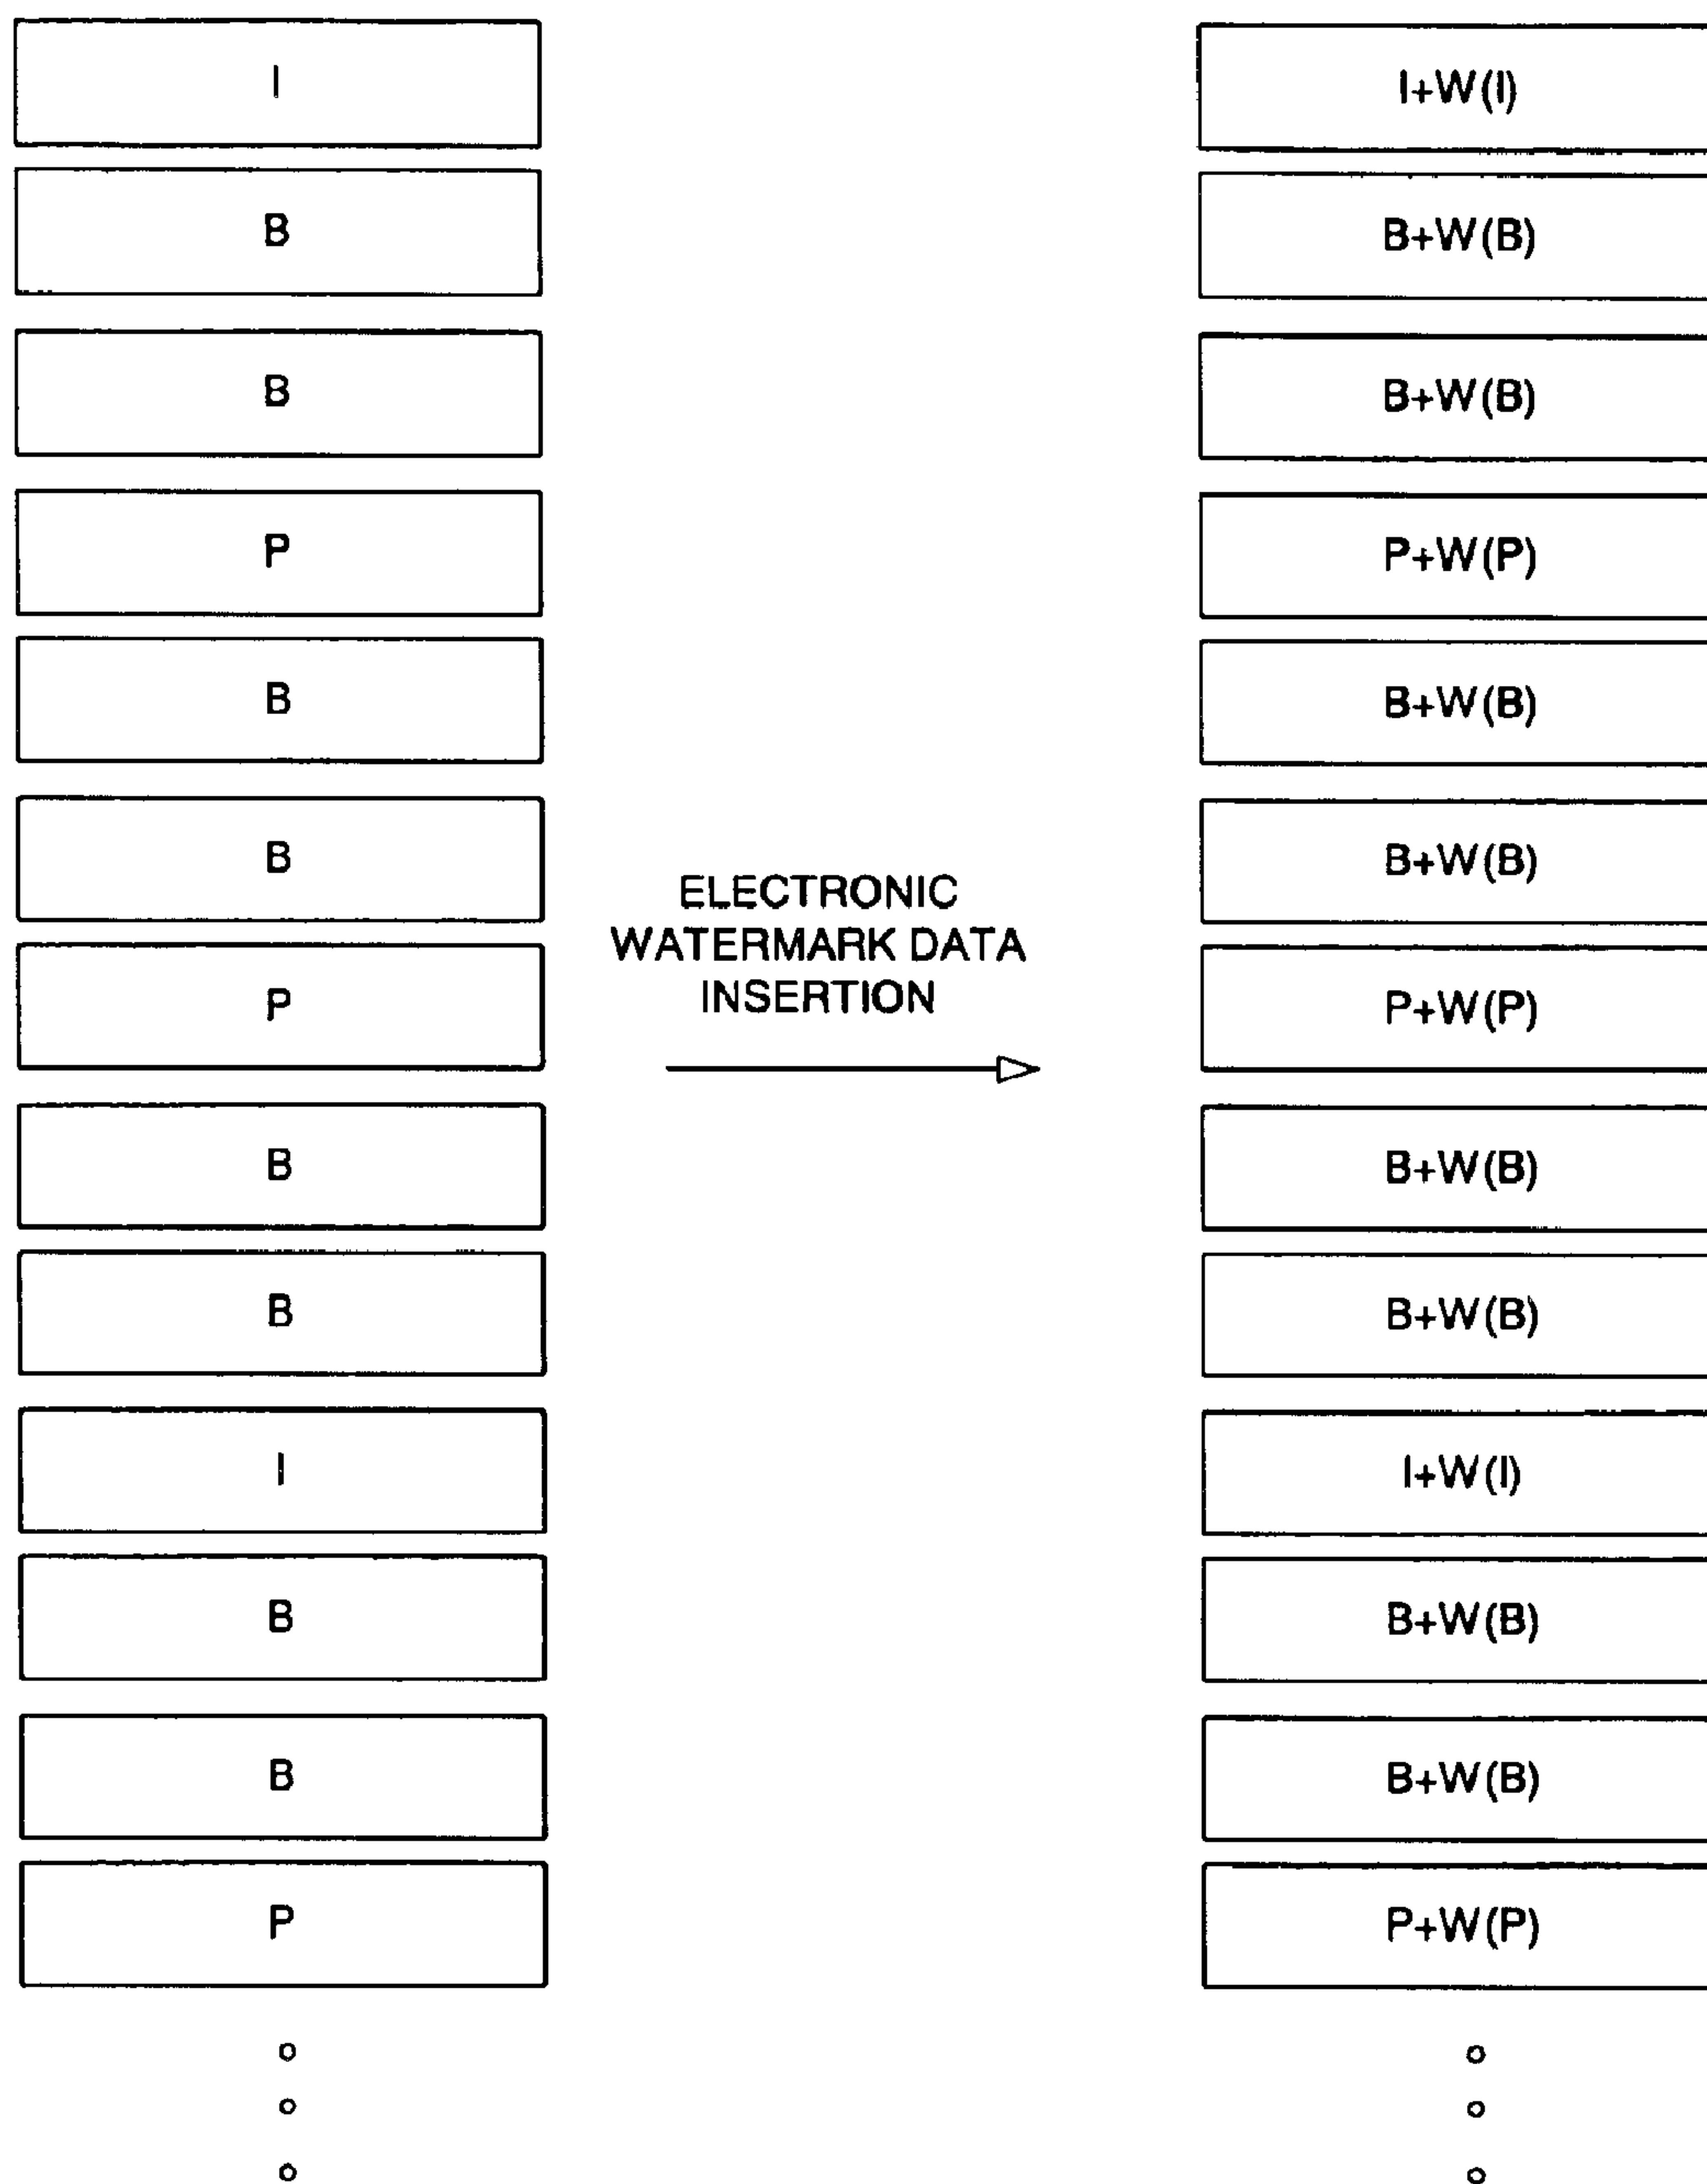 I
B
B
P
B
B
P
B
B
I
B
B
P
ELECTRONIC
WATERMARK DATA
INSERTION
I+W(I)
B+W(B)
B+W(B)
P+W(P)
B+W(B)
B+W(B)
P+W(P)
B+W(B)
B+W(B)
I+W(I)
B+W(B)
B+W(B)
P+W(P)